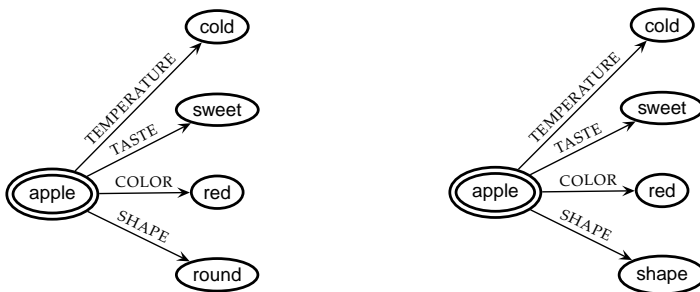 cold
TEMPERATURE
sweet
TASTE
apple
COLOR
red
SHAPE
round
cold
TEMPERATURE
sweet
TASTE
apple
COLOR
red
SHAPE
shape